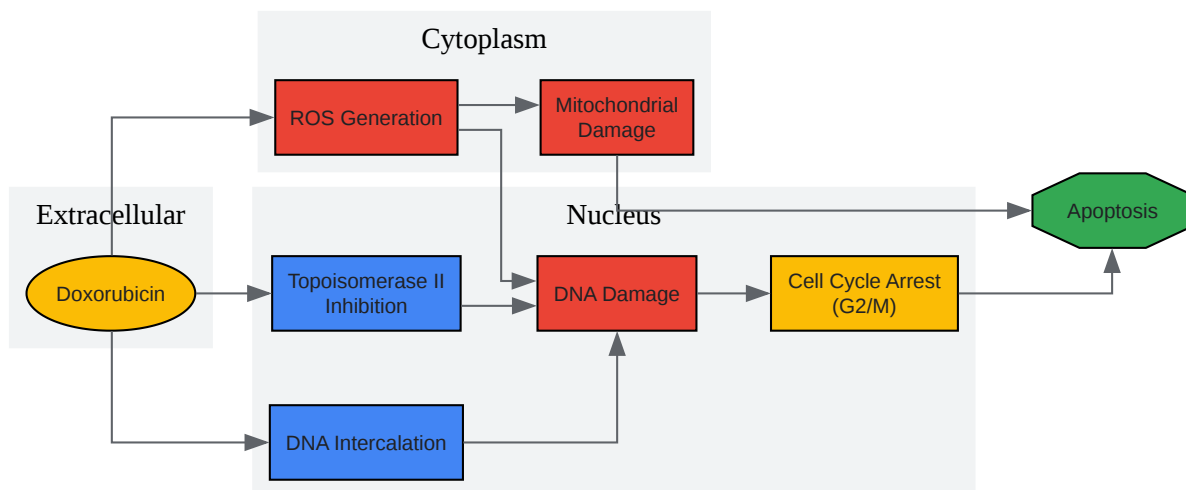 Cytoplasm
ROS Generation
Mitochondrial
Damage
Extracellular
Doxorubicin
Nucleus
Topoisomerase II
Inhibition
DNA Damage
Cell Cycle Arrest
(G2/M)
DNA Intercalation
Apoptosis